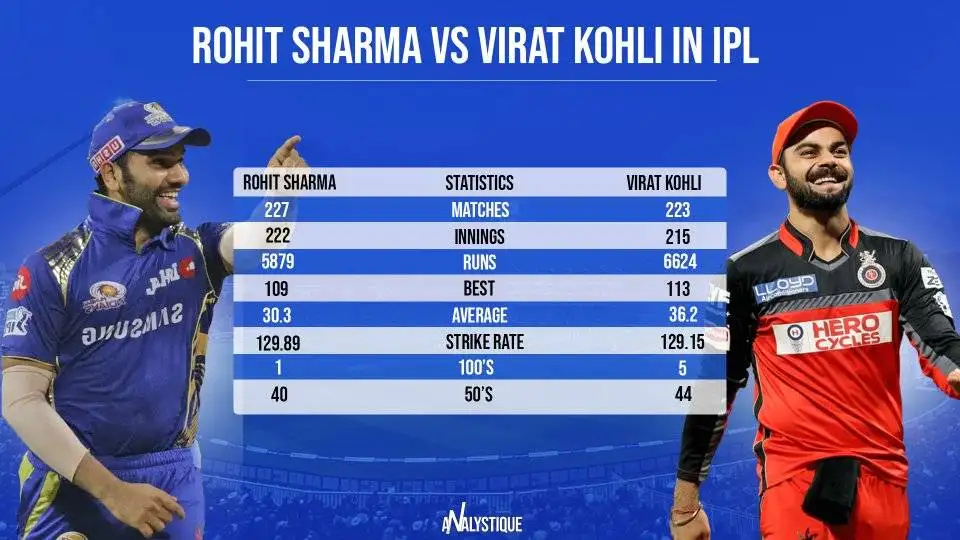 ROHIT SHARMA VS VIRAT KOHLI IN IPL
ROHIT SHARMA STATISTICS VIRAT KOHLI
227 MATCHES 223
222 INNINGS 215
5879 RUNS 6624
109 BEST 113
30.3 AVERAGE 36.2
129.89 STRIKE RATE 129.15
1 100'S 5
40 50'S 44
SAMSUNG
LLOYD
HERO
CYCLES
ANALYSTIQUE